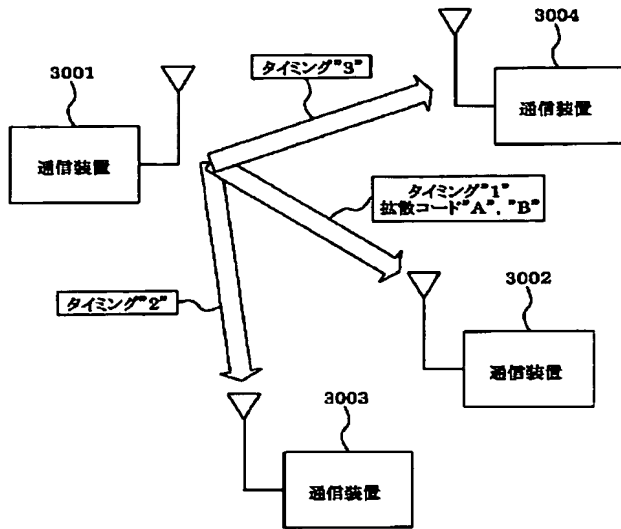 3001
通信装置
タイミング"3"
3004
通信装置
タイミング"1"
拡散コード"A", "B"
タイミング"2"
3002
通信装置
3003
通信装置